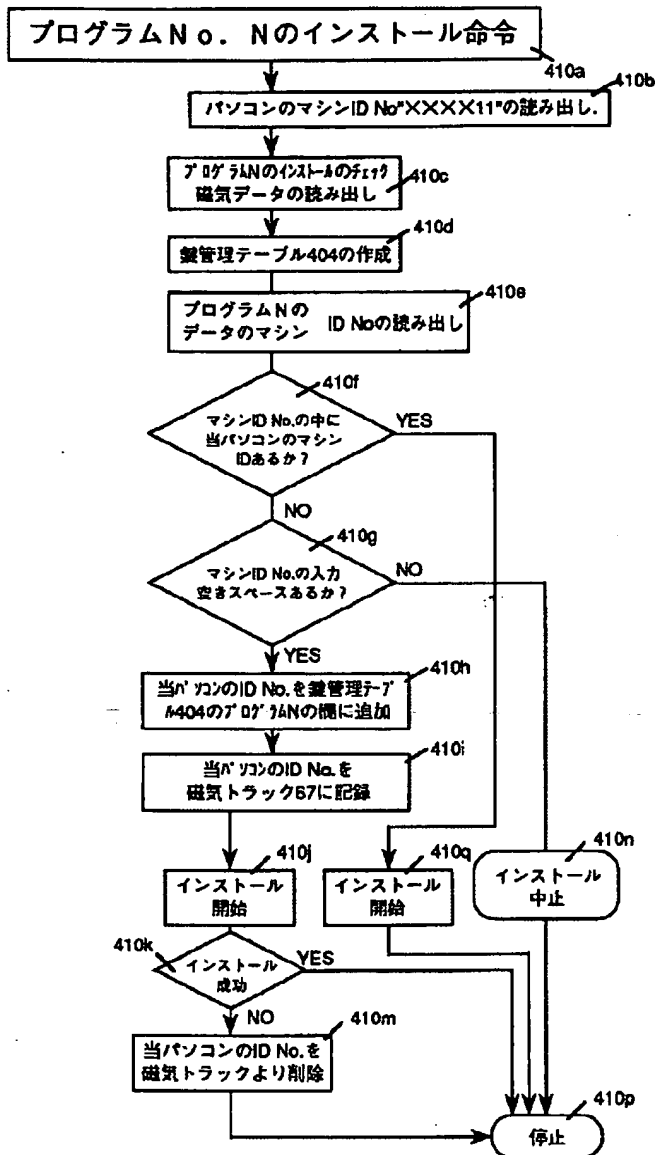 プログラムNo. Nのインストール命令
410a
410b
パソコンのマシンID No"××××11"の読み出し.
プログラムNのインストールのチェック
磁気データの読み出し
410c
410d
鍵管理テーブル404の作成
410e
プログラムNの
データのマシン ID Noの読み出し
410f
マシンID No.の中に
当パソコンのマシン
IDあるか?
YES
NO
410g
マシンID No.の入力
空きスペースあるか?
NO
YES
410h
当パソコンのID No.を鍵管理テーブ
ル404のプログラムNの欄に追加
410i
当パソコンのID No.を
磁気トラック67に記録
410j
インストール
開始
410q
インストール
開始
410n
インストール
中止
410k
インストール
成功
YES
NO
410m
当パソコンのID No.を
磁気トラックより削除
410p
停止